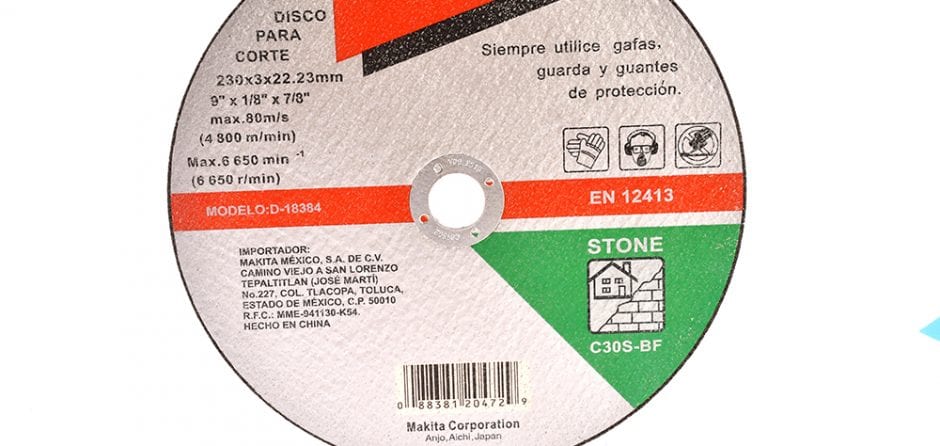 DISCO
PARA
CORTE
230x3x22.23mm
9" x 1/8" x 7/8"
max.80m/s
(4 800 m/min)
Max.6 650 min -1
(6 650 r/min)
Siempre utilice gafas,
guarda y guantes
de protección.
MODELO:D-18384
EN 12413
IMPORTADOR:
MAKITA MÉXICO, S.A. DE C.V.
CAMINO VIEJO A SAN LORENZO
TEPALTITLAN (JOSÉ MARTÍ)
No.227, COL. TLACOPA, TOLUCA,
ESTADO DE MÉXICO, C.P. 50010
R.F.C.: MME-941130-K54.
HECHO EN CHINA
STONE
C30S-BF
0 88381 20472 9
Makita Corporation
Anjo, Aichi, Japan